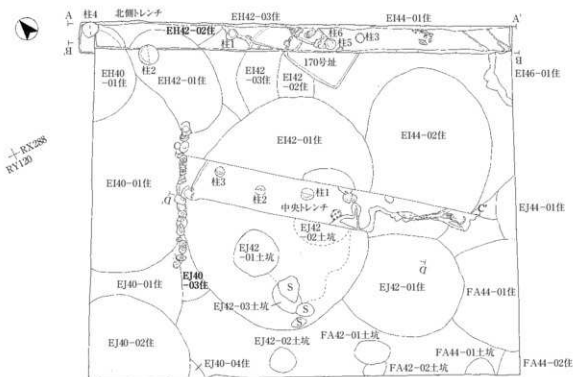 A 柱4 北側トレンチ EH42-03住 EI44-01住 A'
B EH42-02住 柱1 柱6 柱5 柱3 B'
EH40-01住 EH42-01住 柱2 EI42-03住 EI42-02住 170号址 EI46-01住
RX288
RY120
EI42-01住 EI44-02住
EI40-01住 柱3 柱2 柱1
中央トレンチ
D' C' EJ44-01住
EJ42-02土坑
EJ42-01土坑 D
EJ40-01住 EJ40-03住 S EJ42-01住 FA44-01住
EJ42-03土坑 S
S
EJ40-02住 EJ42-02土坑 FA42-01土坑
EJ40-04住 FA42-02土坑 FA44-01土坑 FA44-02住